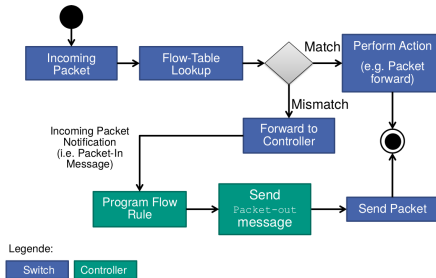 Incoming
Packet
Flow-Table
Lookup
Match
Perform Action
(e.g. Packet
forward)
Mismatch
Forward to
Controller
Incoming Packet
Notification
(i.e. Packet-In
Message)
Program Flow
Rule
Send
Packet-out
message
Send Packet
Legende:
Switch
Controller